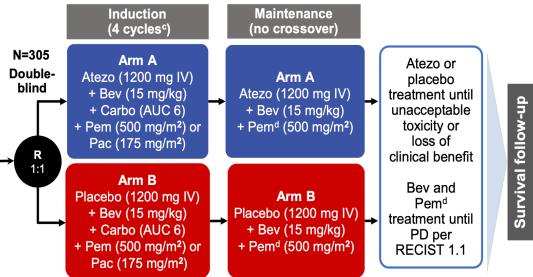 Induction
(4 cyclesᶜ)
Maintenance
(no crossover)
N=305
Double-
blind
R
1:1
Arm A
Atezo (1200 mg IV)
+ Bev (15 mg/kg)
+ Carbo (AUC 6)
+ Pem (500 mg/m²) or
Pac (175 mg/m²)
Arm A
Atezo (1200 mg IV)
+ Bev (15 mg/kg)
+ Pemᵈ (500 mg/m²)
Arm B
Placebo (1200 mg IV)
+ Bev (15 mg/kg)
+ Carbo (AUC 6)
+ Pem (500 mg/m²) or
Pac (175 mg/m²)
Arm B
Placebo (1200 mg IV)
+ Bev (15 mg/kg)
+ Pemᵈ (500 mg/m²)
Atezo or
placebo
treatment until
unacceptable
toxicity or
loss of
clinical benefit
Bev and
Pemᵈ
treatment until
PD per
RECIST 1.1
Survival follow-up